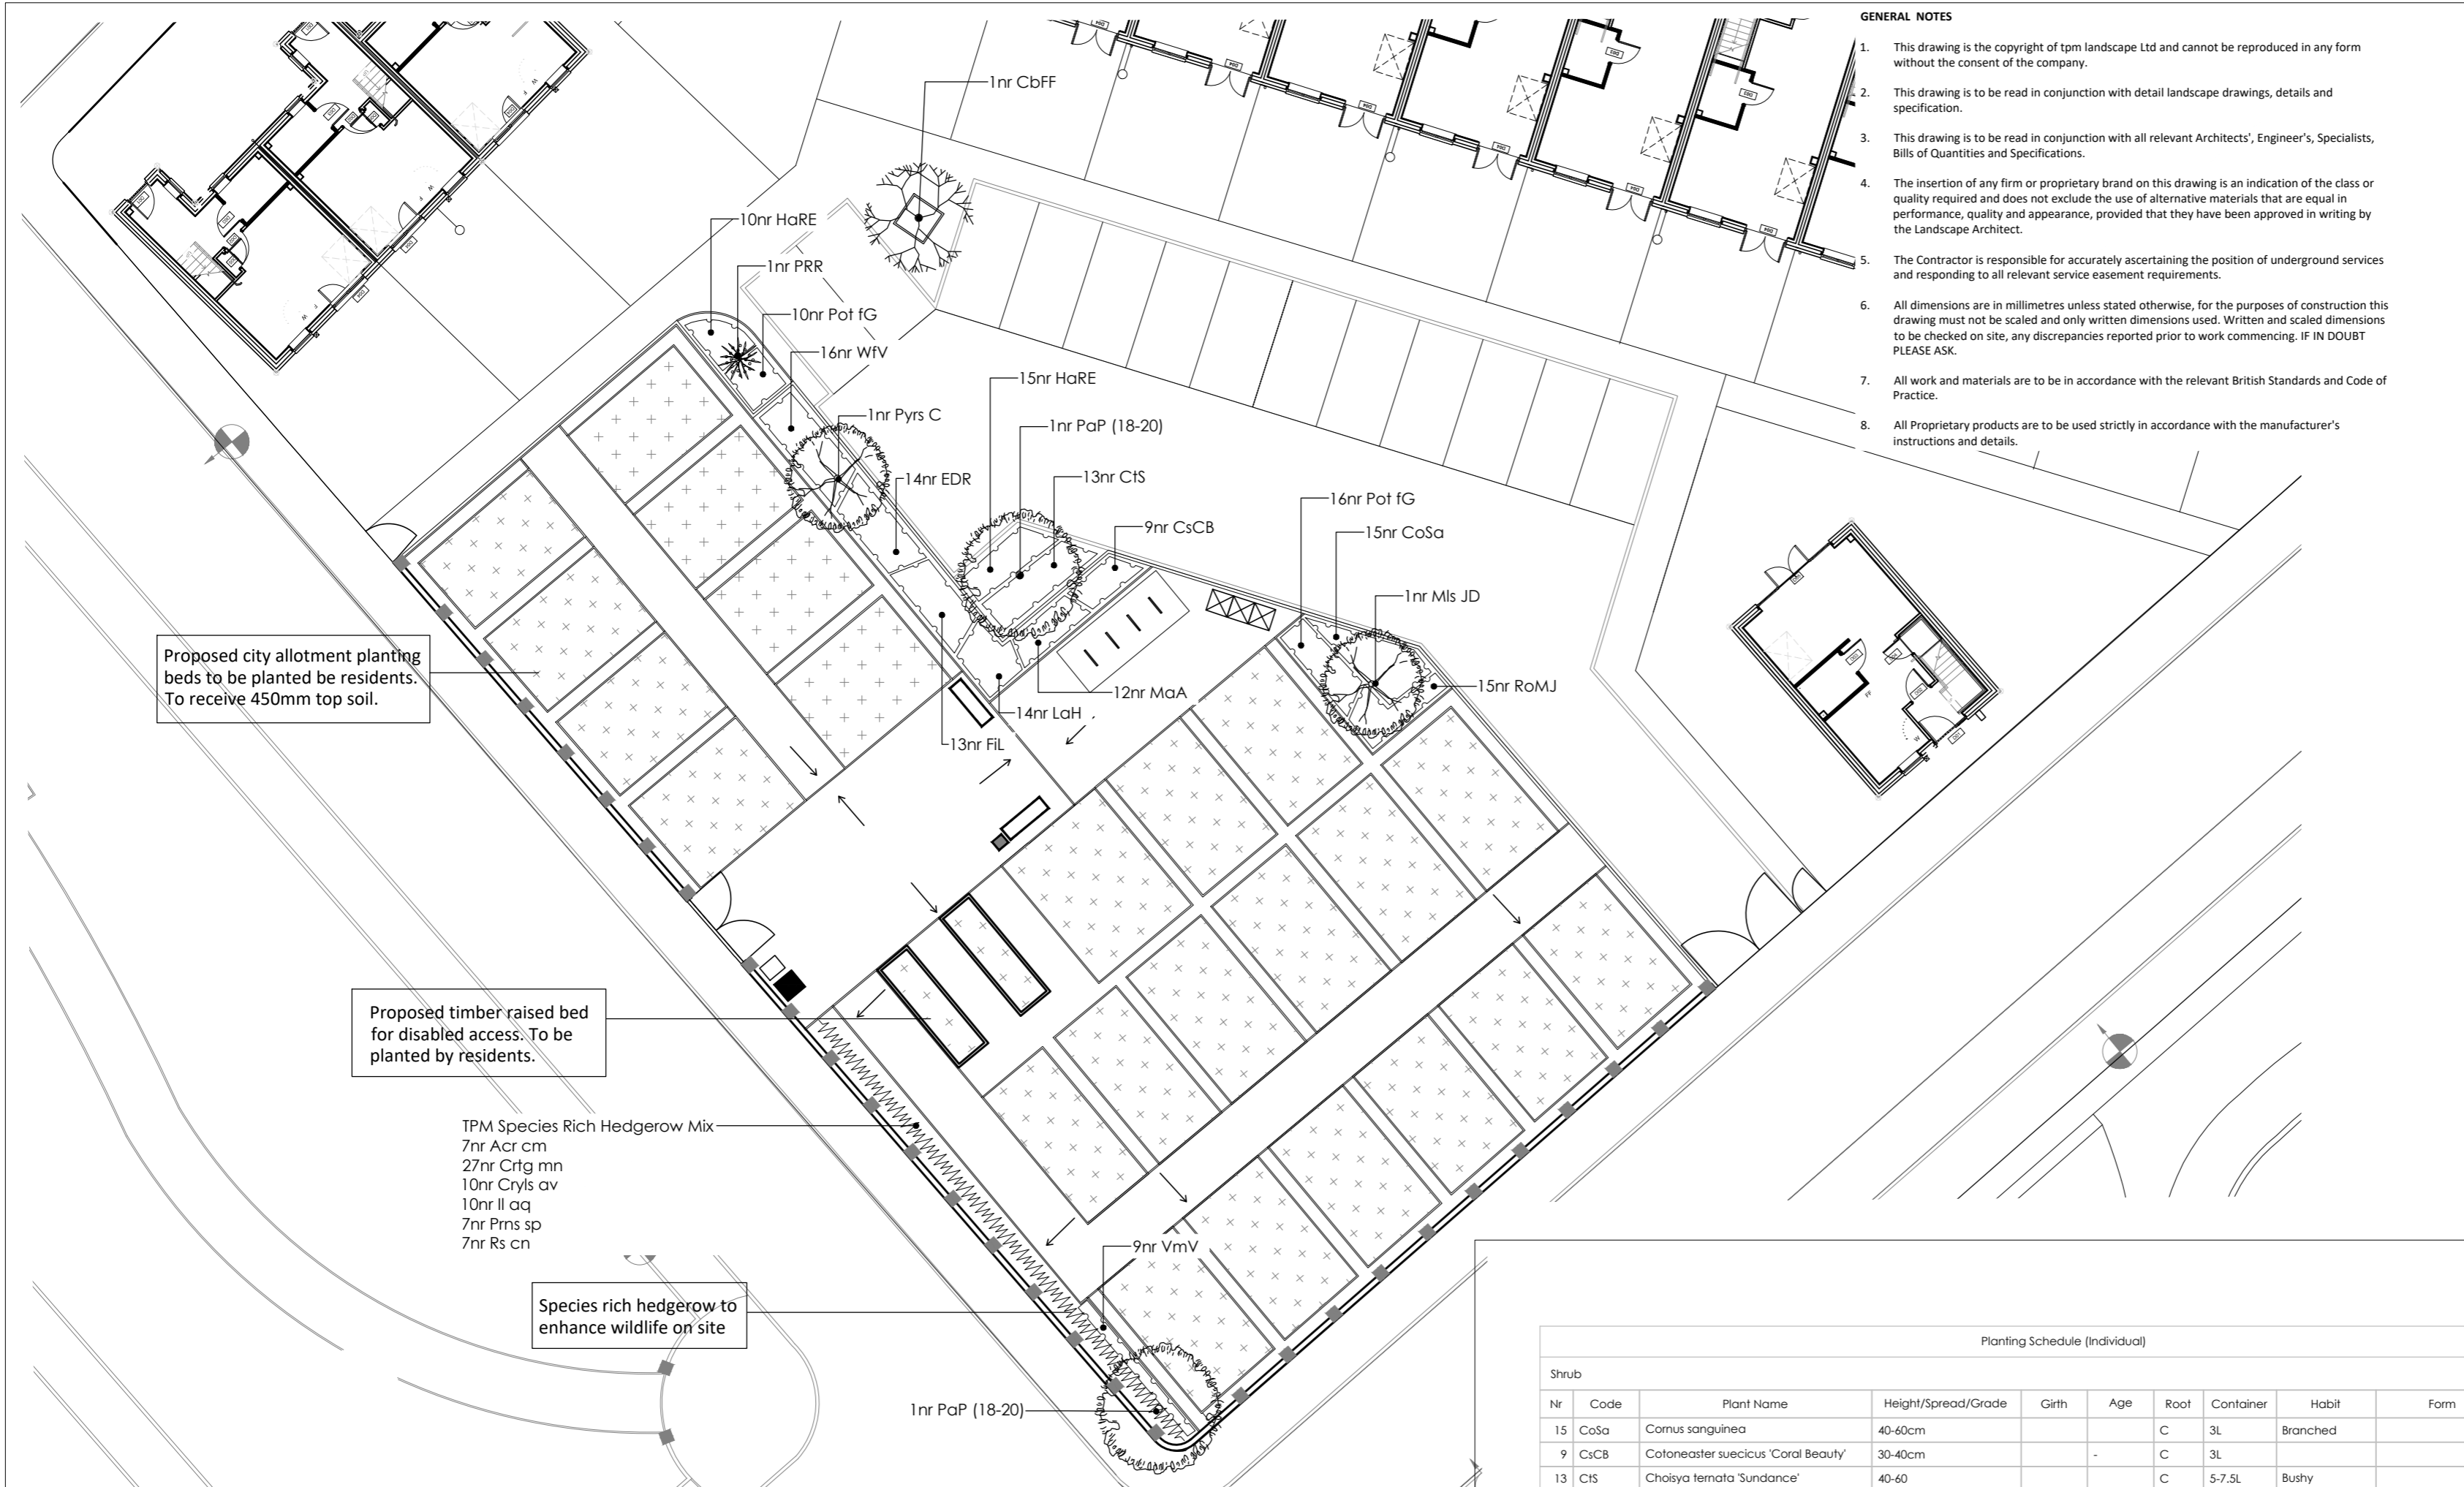 GENERAL NOTES
1. This drawing is the copyright of tpm landscape Ltd and cannot be reproduced in any form
without the consent of the company.
2. This drawing is to be read in conjunction with detail landscape drawings, details and
specification.
3. This drawing is to be read in conjunction with all relevant Architects', Engineer's, Specialists,
Bills of Quantities and Specifications.
4. The insertion of any firm or proprietary brand on this drawing is an indication of the class or
quality required and does not exclude the use of alternative materials that are equal in
performance, quality and appearance, provided that they have been approved in writing by
the Landscape Architect.
5. The Contractor is responsible for accurately ascertaining the position of underground services
and responding to all relevant service easement requirements.
6. All dimensions are in millimetres unless stated otherwise, for the purposes of construction this
drawing must not be scaled and only written dimensions used. Written and scaled dimensions
to be checked on site, any discrepancies reported prior to work commencing. IF IN DOUBT
PLEASE ASK.
7. All work and materials are to be in accordance with the relevant British Standards and Code of
Practice.
8. All Proprietary products are to be used strictly in accordance with the manufacturer's
instructions and details.
1nr CbFF
10nr HaRE
1nr PRR
10nr Pot fG
16nr WfV
15nr HaRE
1nr Pyrs C
1nr PaP (18-20)
14nr EDR
13nr CtS
16nr Pot fG
9nr CsCB
15nr CoSa
1nr Mls JD
15nr RoMJ
12nr MaA
14nr LaH
13nr FiL
Proposed city allotment planting
beds to be planted be residents.
To receive 450mm top soil.
Proposed timber raised bed
for disabled access. To be
planted by residents.
TPM Species Rich Hedgerow Mix
7nr Acr cm
27nr Crtg mn
10nr Cryls av
10nr Il aq
7nr Prns sp
7nr Rs cn
9nr VmV
Species rich hedgerow to
enhance wildlife on site
1nr PaP (18-20)
Planting Schedule (Individual)
Shrub
Nr Code Plant Name Height/Spread/Grade Girth Age Root Container Habit Form
15 CoSa Cornus sanguinea 40-60cm C 3L Branched
9 CsCB Cotoneaster suecicus 'Coral Beauty' 30-40cm - C 3L
13 CtS Choisya ternata 'Sundance' 40-60 C 5-7.5L Bushy